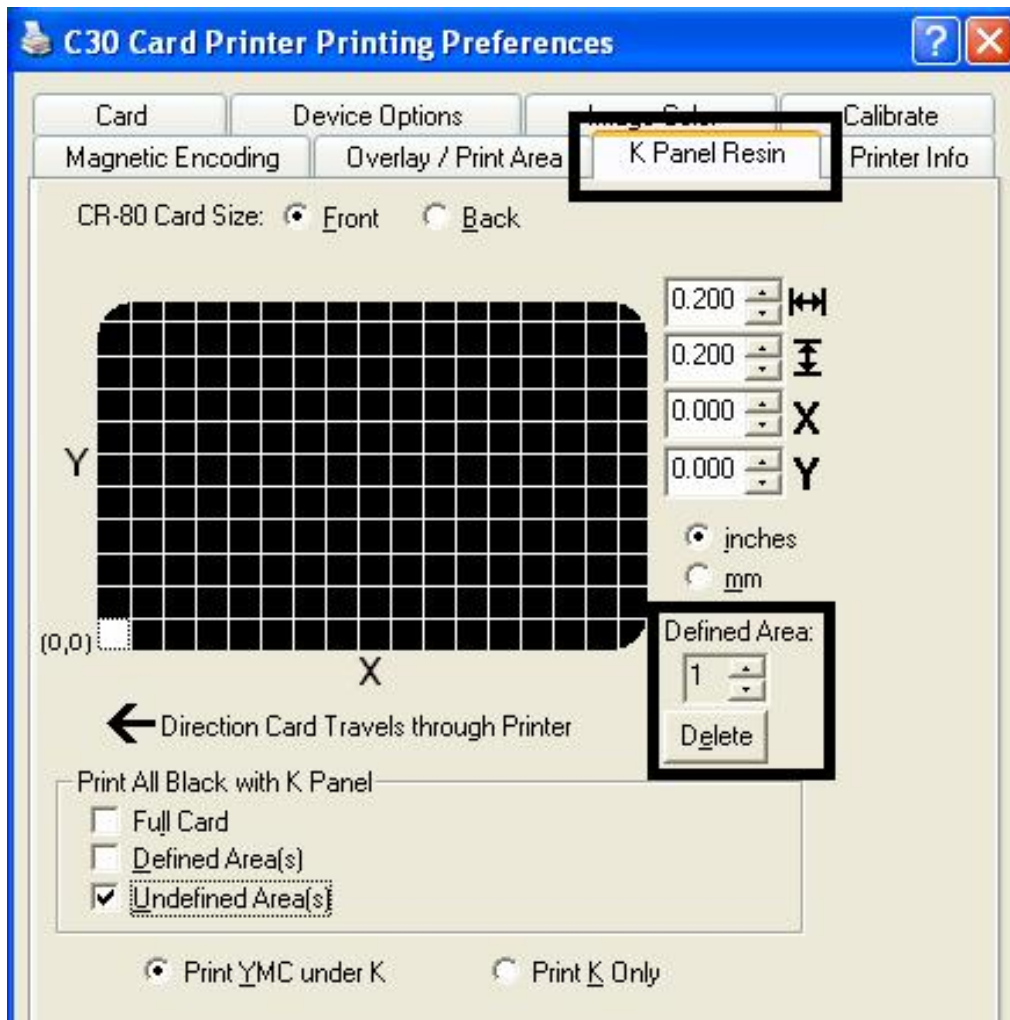 C30 Card Printer Printing Preferences
Card Device Options Image Color Calibrate
Magnetic Encoding Overlay / Print Area K Panel Resin Printer Info
CR-80 Card Size: Front Back
0.200
0.200
0.000 X
Y 0.000 Y
inches
mm
(0,0) Defined Area:
X 1
Direction Card Travels through Printer Delete
Print All Black with K Panel
Full Card
Defined Area(s)
Undefined Area(s)
Print YMC under K Print K Only